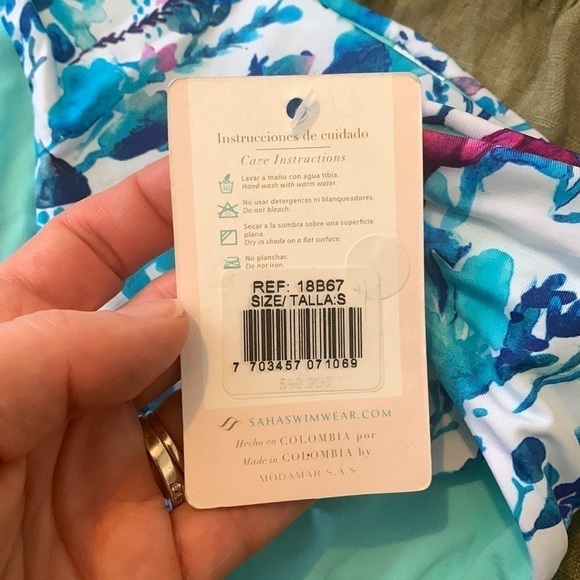 Instrucciones de cuidado
Care Instructions
Lavar a maño con agua tibia.
Hand wash with warm water.
No usar detergentes ni blanqueadores.
Do not bleach.
Secar a la sombra sobre una superficie
plana.
Dry in shade on a flat surface.
No planchar.
Do not iron.
REF: 18B67
SIZE/TALLA:S
7 703457 071069
SAHASWIMWEAR.COM
Hecho en COLOMBIA por
Made in COLOMBIA by
MODAMAR S.A.S